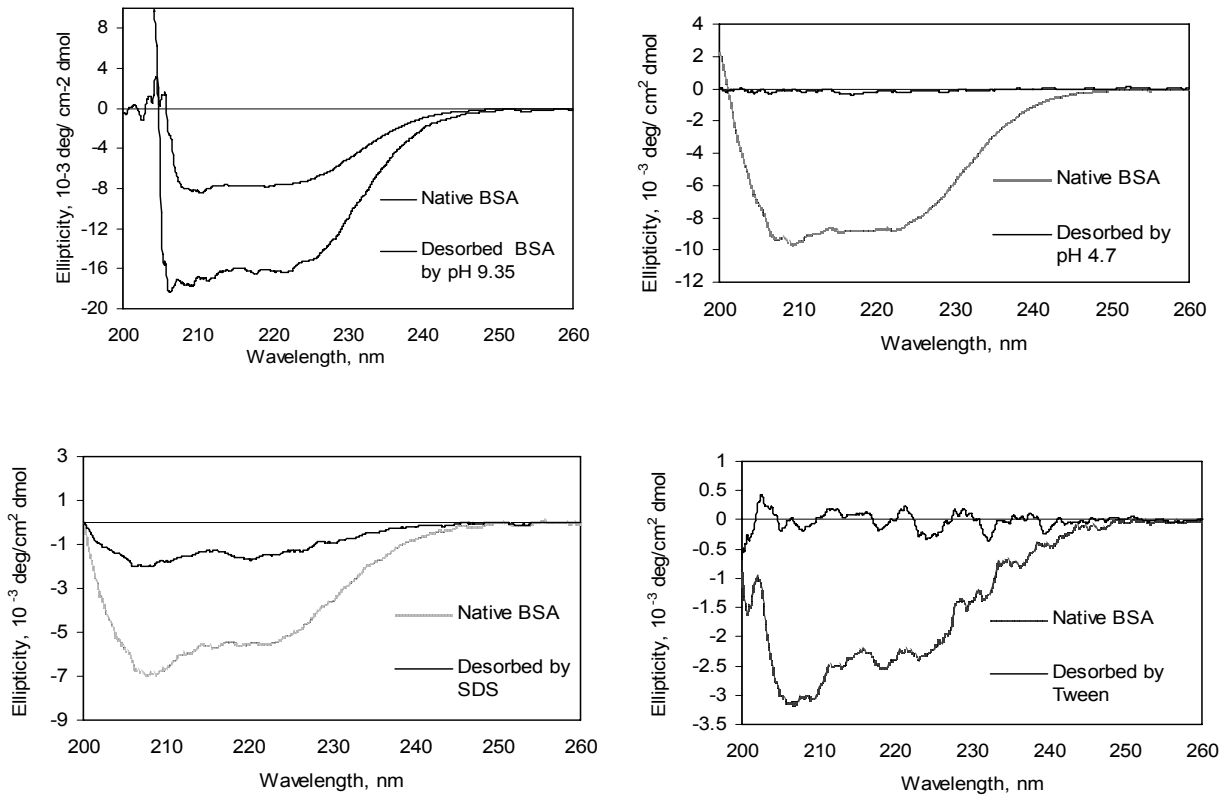 8
4
0
-4
-8
-12
-16
-20
Ellipticity, 10-3 deg/ cm-2 dmol
Native BSA
Desorbed BSA
by pH 9.35
200 210 220 230 240 250 260
Wavelength, nm
4
2
0
-2
-4
-6
-8
-10
-12
Ellipticity, 10 -3 deg/ cm2 dmol
Native BSA
Desorbed by
pH 4.7
200 210 220 230 240 250 260
Wavelength, nm
3
1
-1
-3
-5
-7
-9
Ellipticity, 10 -3 deg/cm2 dmol
Native BSA
Desorbed by
SDS
200 210 220 230 240 250 260
Wavelength, nm
1
0.5
0
-0.5
-1
-1.5
-2
-2.5
-3
-3.5
Ellipticity, 10 -3 deg/cm2 dmol
Native BSA
Desorbed by
Tween
200 210 220 230 240 250 260
Wavelength, nm